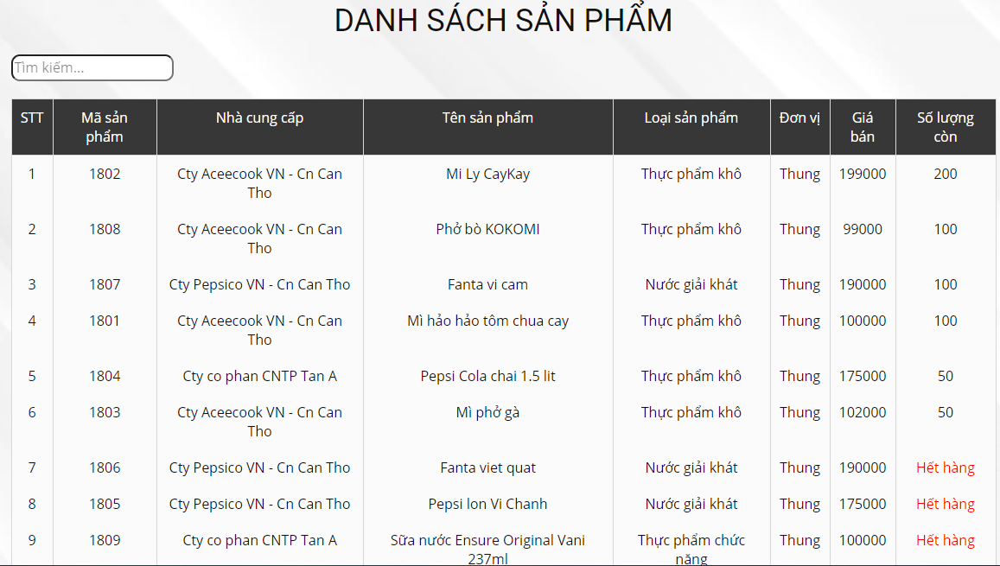 DANH SÁCH SẢN PHẨM
Tìm kiếm...
STT Mã sản phẩm Nhà cung cấp Tên sản phẩm Loại sản phẩm Đơn vị Giá bán Số lượng còn
1 1802 Cty Aceecook VN - Cn Can Tho Mi Ly CayKay Thực phẩm khô Thung 199000 200
2 1808 Cty Aceecook VN - Cn Can Tho Phở bò KOKOMI Thực phẩm khô Thung 99000 100
3 1807 Cty Pepsico VN - Cn Can Tho Fanta vi cam Nước giải khát Thung 190000 100
4 1801 Cty Aceecook VN - Cn Can Tho Mì hảo hảo tôm chua cay Thực phẩm khô Thung 100000 100
5 1804 Cty co phan CNTP Tan A Pepsi Cola chai 1.5 lit Thực phẩm khô Thung 175000 50
6 1803 Cty Aceecook VN - Cn Can Tho Mì phở gà Thực phẩm khô Thung 102000 50
7 1806 Cty Pepsico VN - Cn Can Tho Fanta viet quat Nước giải khát Thung 190000 Hết hàng
8 1805 Cty Pepsico VN - Cn Can Tho Pepsi lon Vi Chanh Nước giải khát Thung 175000 Hết hàng
9 1809 Cty co phan CNTP Tan A Sữa nước Ensure Original Vani 237ml Thực phẩm chức năng Thung 100000 Hết hàng